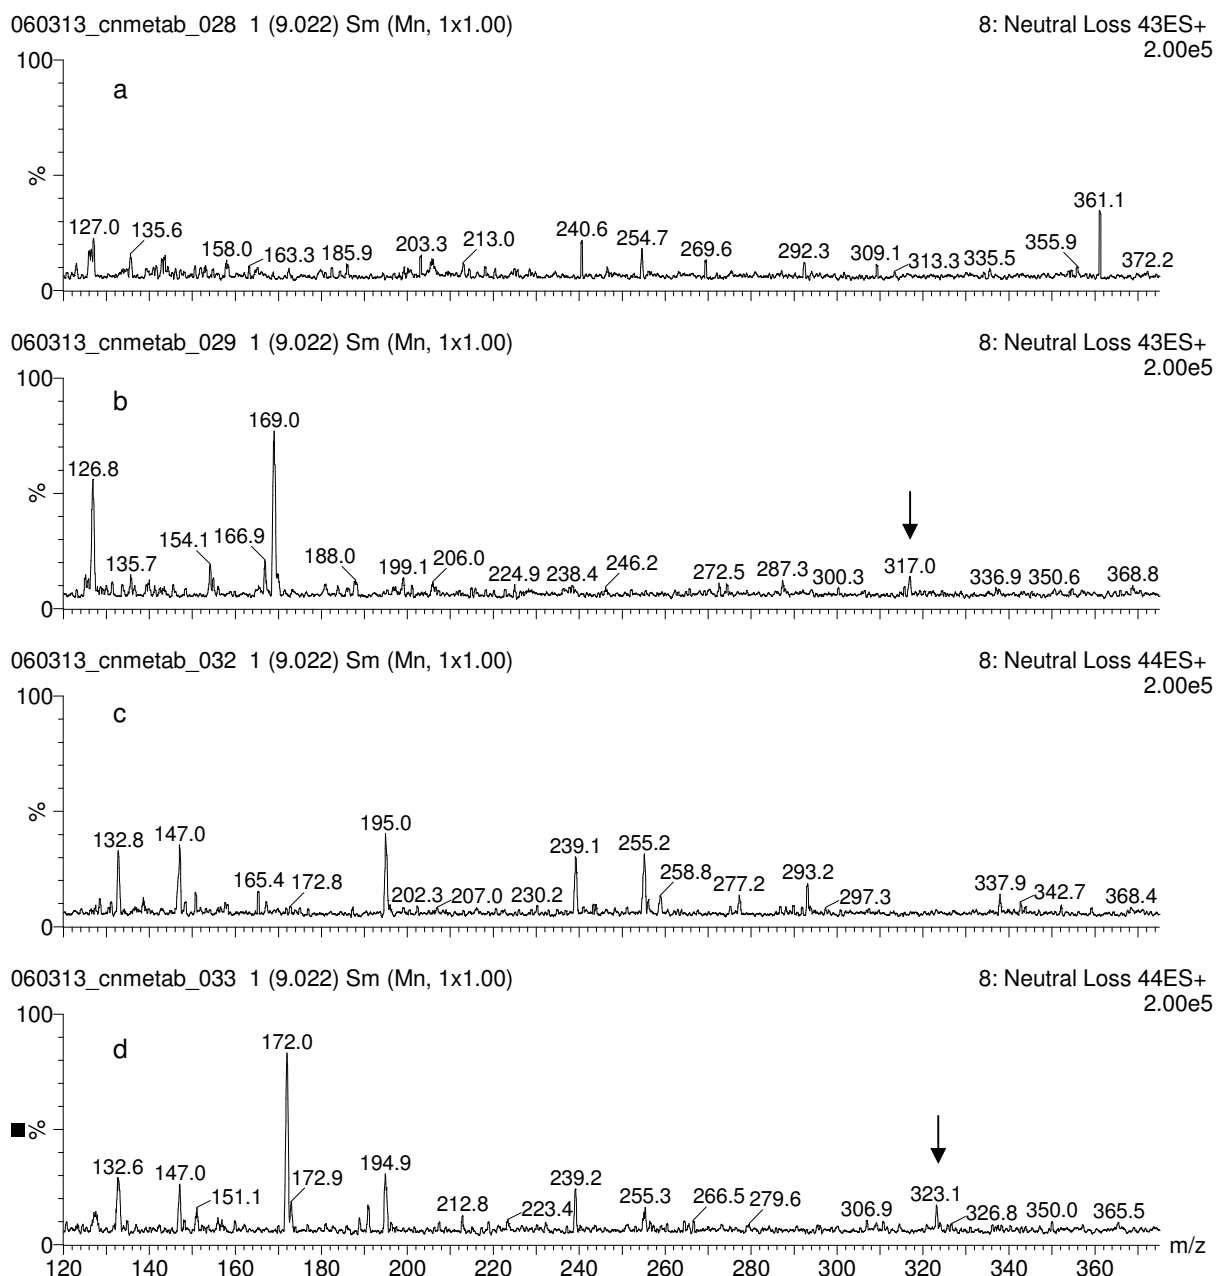 060313_cnmetab_028 1 (9.022) Sm (Mn, 1x1.00) 8: Neutral Loss 43ES+
2.00e5
100
a
%
0
127.0 135.6 158.0 163.3 185.9 203.3 213.0 240.6 254.7 269.6 292.3 309.1 313.3 335.5 355.9 361.1 372.2
060313_cnmetab_029 1 (9.022) Sm (Mn, 1x1.00) 8: Neutral Loss 43ES+
2.00e5
100
b
%
0
126.8 135.7 154.1 166.9 169.0 188.0 199.1 206.0 224.9 238.4 246.2 272.5 287.3 300.3 317.0 336.9 350.6 368.8
060313_cnmetab_032 1 (9.022) Sm (Mn, 1x1.00) 8: Neutral Loss 44ES+
2.00e5
100
c
%
0
132.8 147.0 165.4 172.8 195.0 202.3 207.0 230.2 239.1 255.2 258.8 277.2 293.2 297.3 337.9 342.7 368.4
060313_cnmetab_033 1 (9.022) Sm (Mn, 1x1.00) 8: Neutral Loss 44ES+
2.00e5
100
d
%
0
132.6 147.0 151.1 172.0 172.9 194.9 212.8 223.4 239.2 255.3 266.5 279.6 306.9 323.1 326.8 350.0 365.5
m/z
120 140 160 180 200 220 240 260 280 300 320 340 360